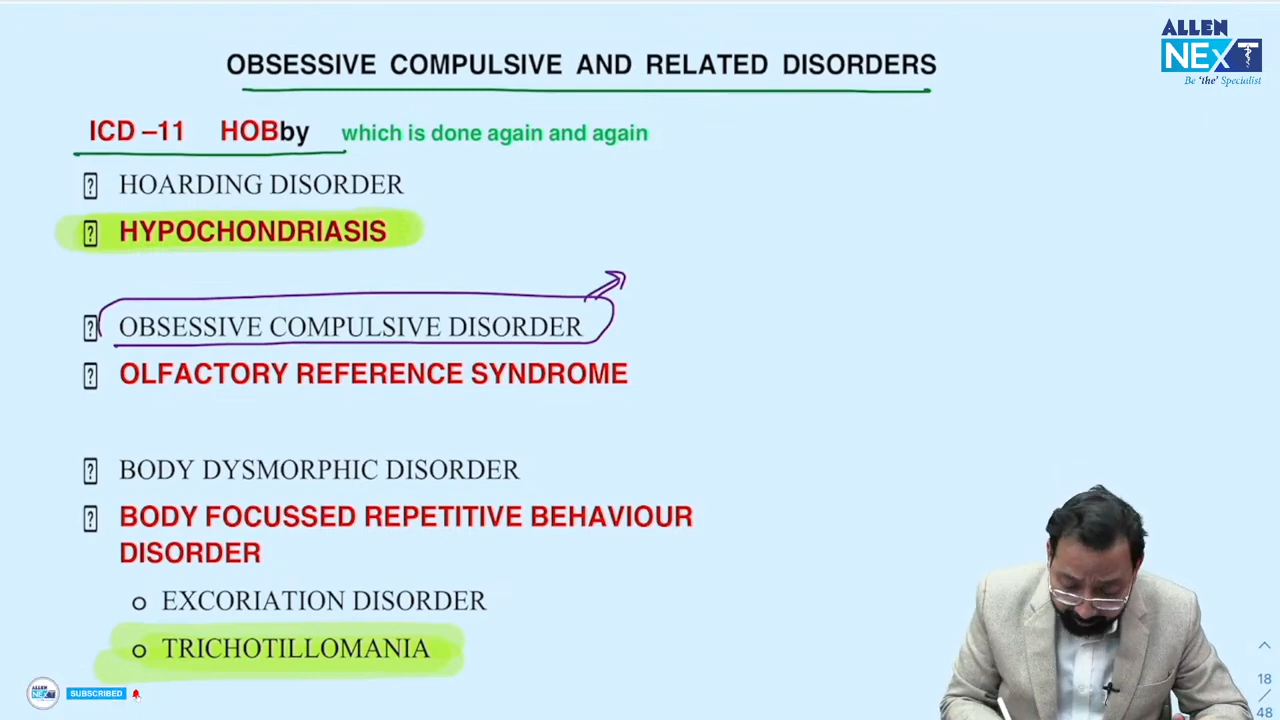 ALLEN
NEXT
Be 'the' Specialist
OBSESSIVE COMPULSIVE AND RELATED DISORDERS
ICD –11 HOBby which is done again and again
HOARDING DISORDER
HYPOCHONDRIASIS
OBSESSIVE COMPULSIVE DISORDER
OLFACTORY REFERENCE SYNDROME
BODY DYSMORPHIC DISORDER
BODY FOCUSSED REPETITIVE BEHAVIOUR
DISORDER
EXCORIATION DISORDER
TRICHOTILLOMANIA
ALLEN
NEXT
SUBSCRIBED
18
/
48